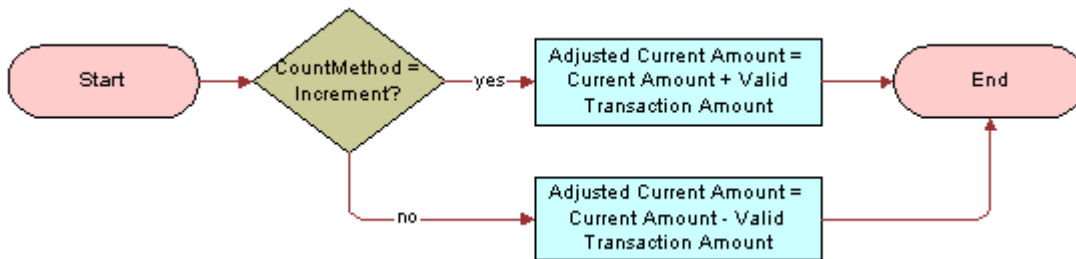 Start
CountMethod =
Increment?
yes
Adjusted Current Amount =
Current Amount + Valid
Transaction Amount
End
no
Adjusted Current Amount =
Current Amount - Valid
Transaction Amount